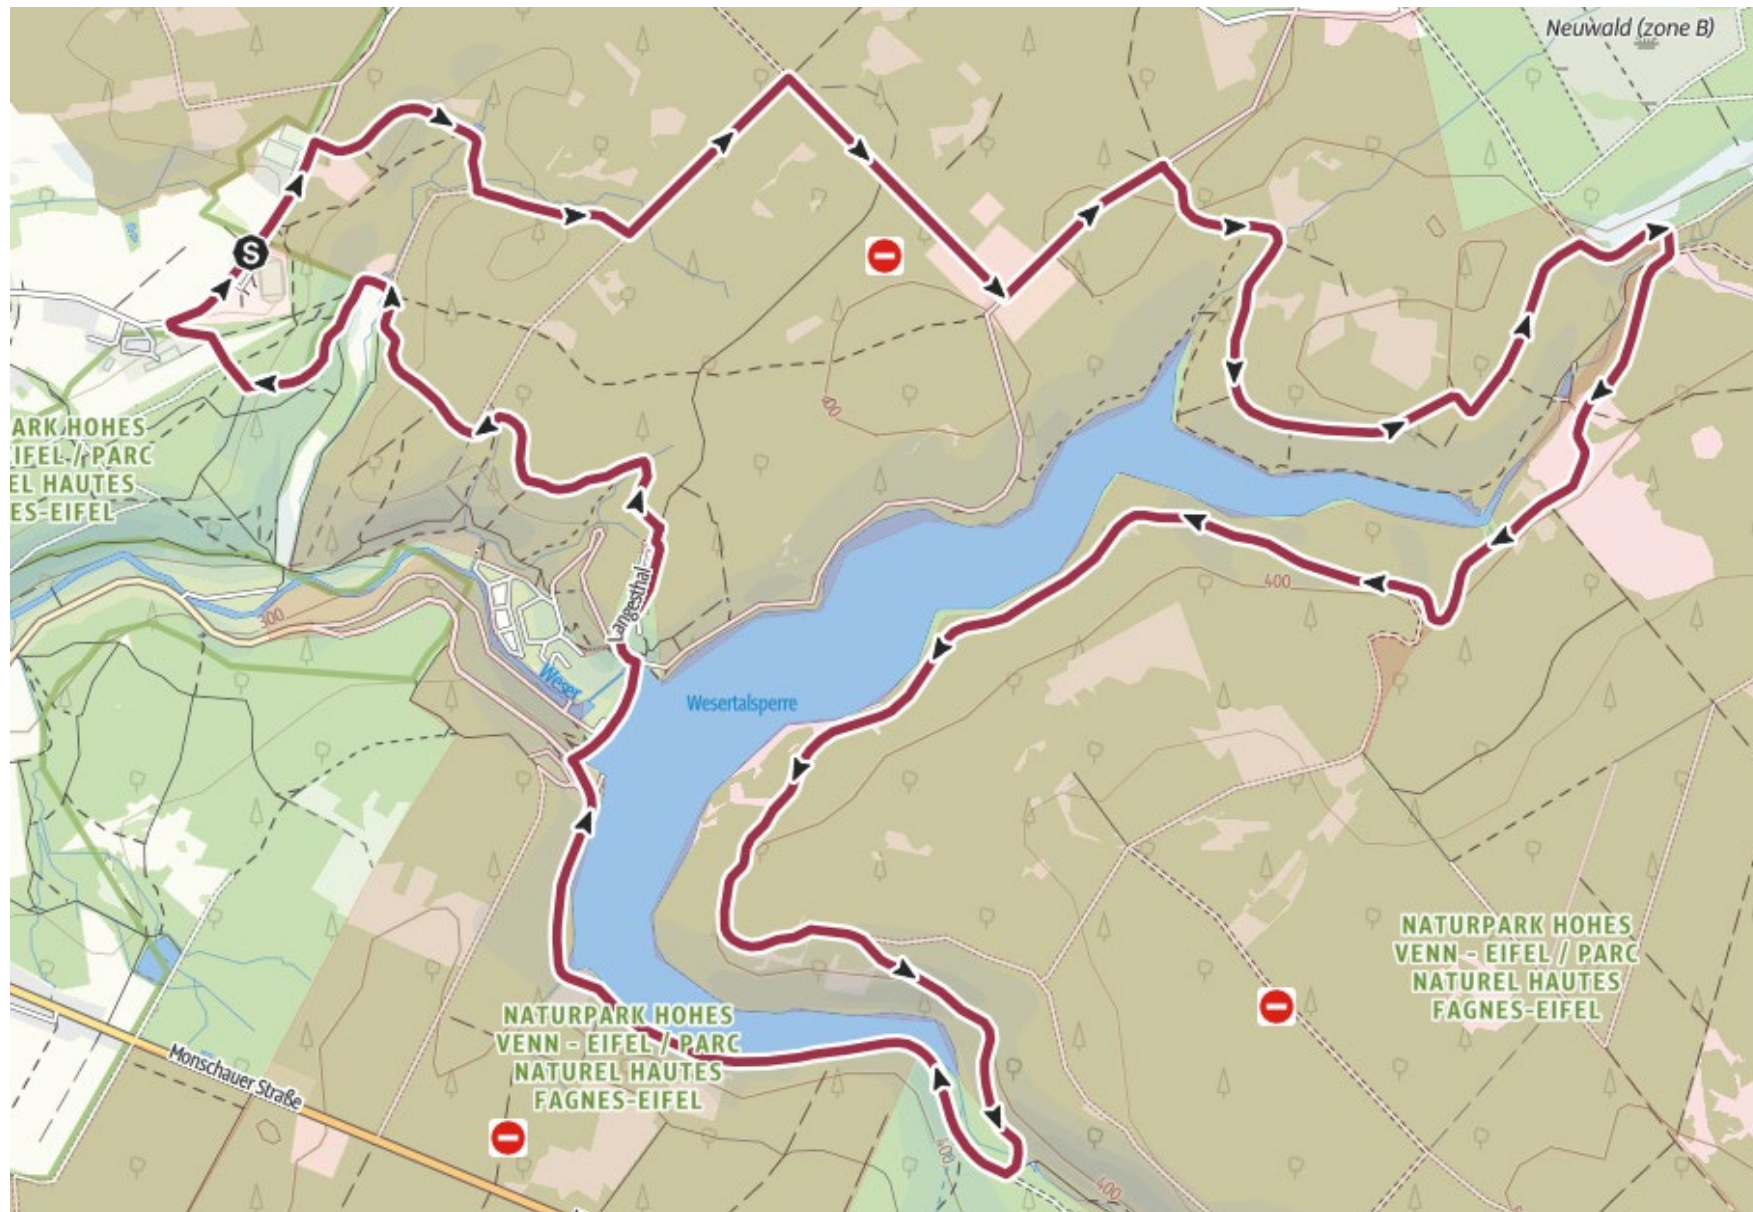 Neuwald (zone B)
S
400
ARK HOHES
IFEL / PARC
EL HAUTES
ES-EIFEL
400
300
Langesthal
Weser
Wesertalsperre
NATURPARK HOHES
VENN - EIFEL / PARC
NATUREL HAUTES
FAGNES-EIFEL
NATURPARK HOHES
VENN - EIFEL / PARC
NATUREL HAUTES
FAGNES-EIFEL
Monschauer Straße
400
400